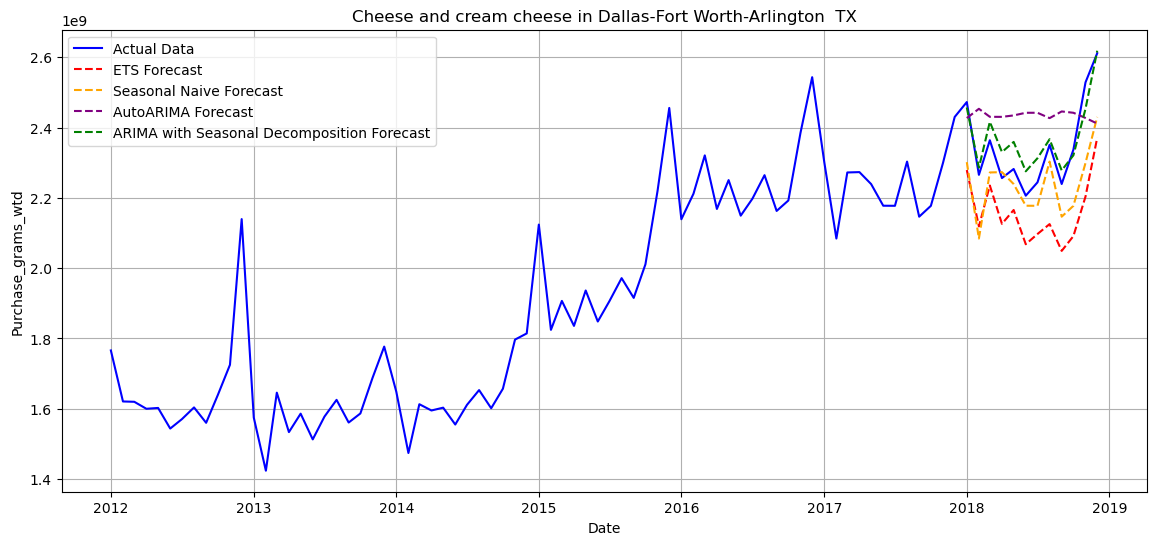 Cheese and cream cheese in Dallas-Fort Worth-Arlington  TX
1e9
Actual Data
ETS Forecast
Seasonal Naive Forecast
AutoARIMA Forecast
ARIMA with Seasonal Decomposition Forecast
Purchase_grams_wtd
2.6
2.4
2.2
2.0
1.8
1.6
1.4
2012 2013 2014 2015 2016 2017 2018 2019
Date